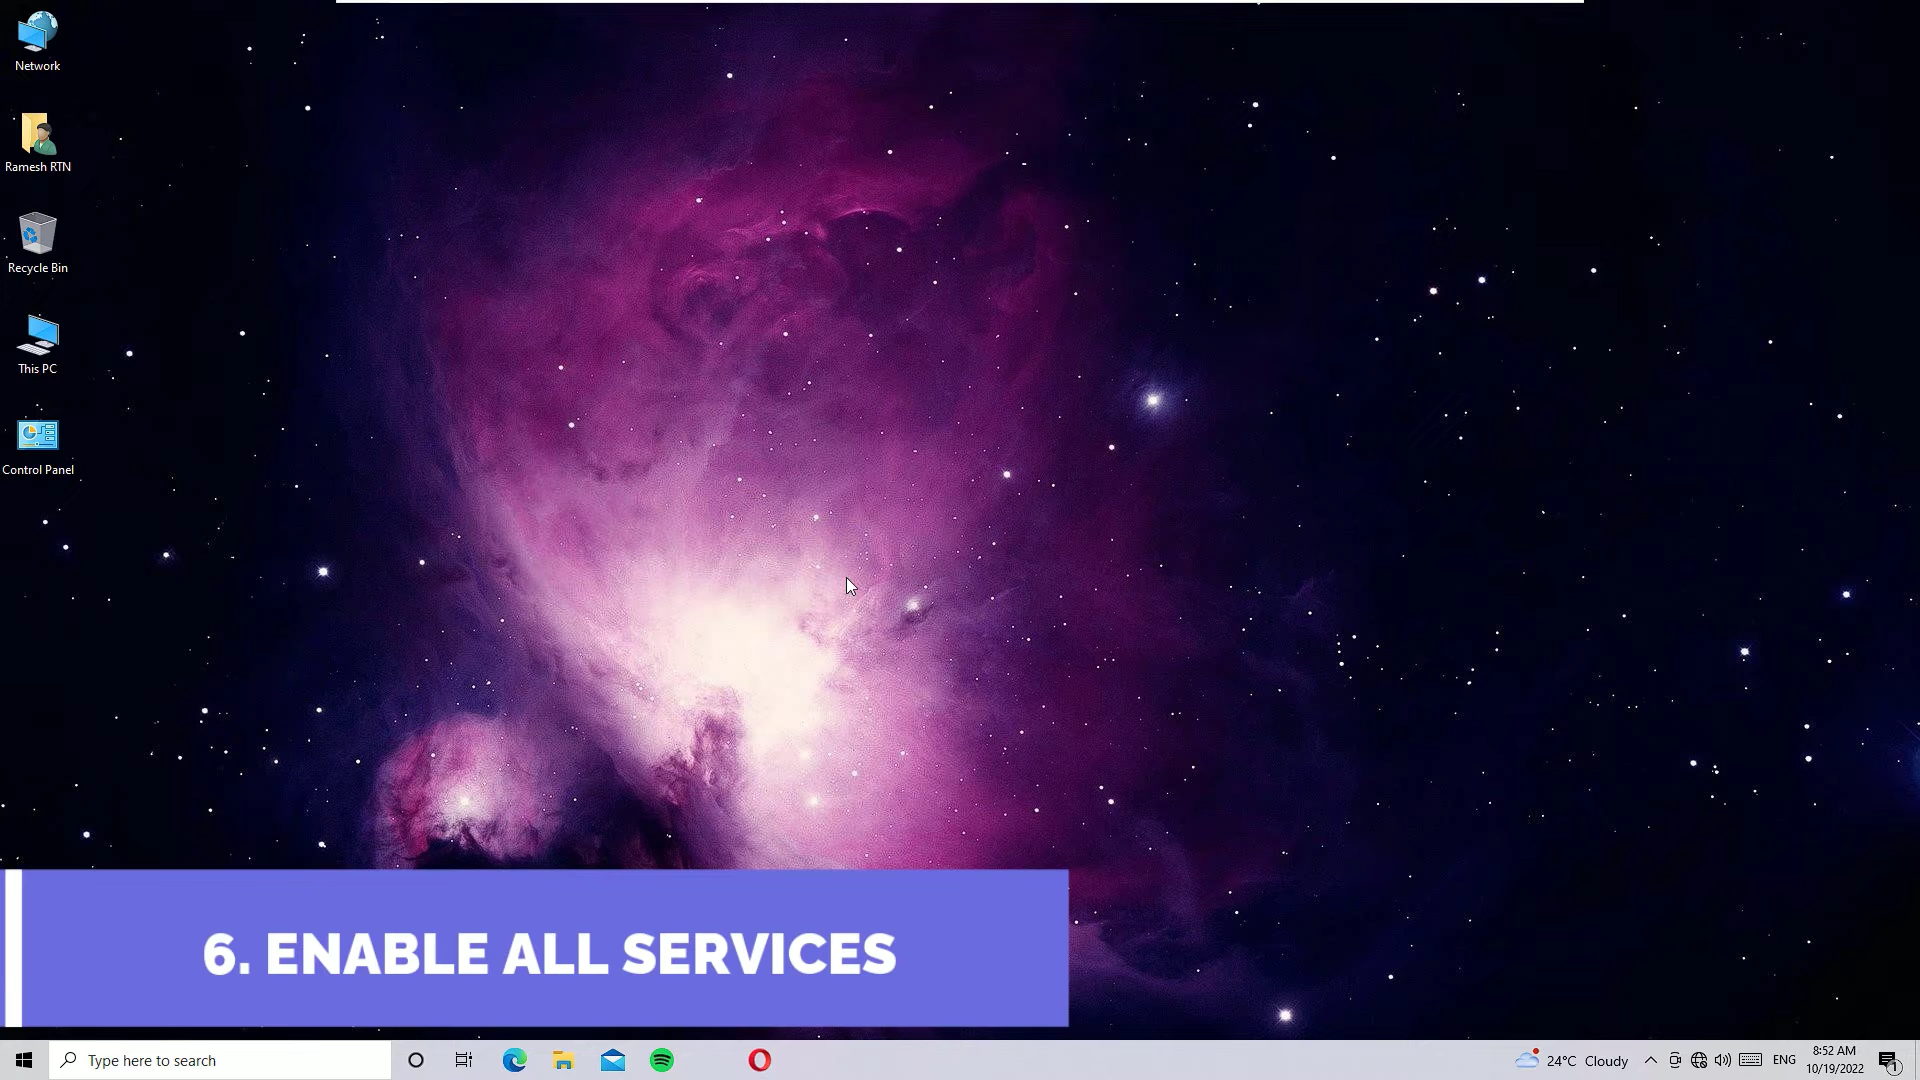 Network
Ramesh RTN
Recycle Bin
This PC
Control Panel
6. ENABLE ALL SERVICES
Type here to search
24°C Cloudy
ENG
8:52 AM
10/19/2022
1